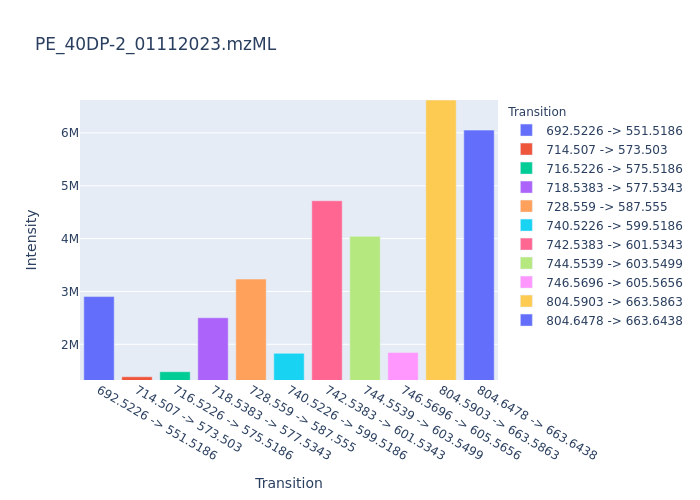 PE_40DP-2_01112023.mzML
Transition
692.5226 -> 551.5186
714.507 -> 573.503
716.5226 -> 575.5186
718.5383 -> 577.5343
728.559 -> 587.555
740.5226 -> 599.5186
742.5383 -> 601.5343
744.5539 -> 603.5499
746.5696 -> 605.5656
804.5903 -> 663.5863
804.6478 -> 663.6438
Intensity
6M
5M
4M
3M
2M
692.5226 -> 551.5186
714.507 -> 573.503
716.5226 -> 575.5186
718.5383 -> 577.5343
728.559 -> 587.555
740.5226 -> 599.5186
742.5383 -> 601.5343
744.5539 -> 603.5499
746.5696 -> 605.5656
804.5903 -> 663.5863
804.6478 -> 663.6438
Transition